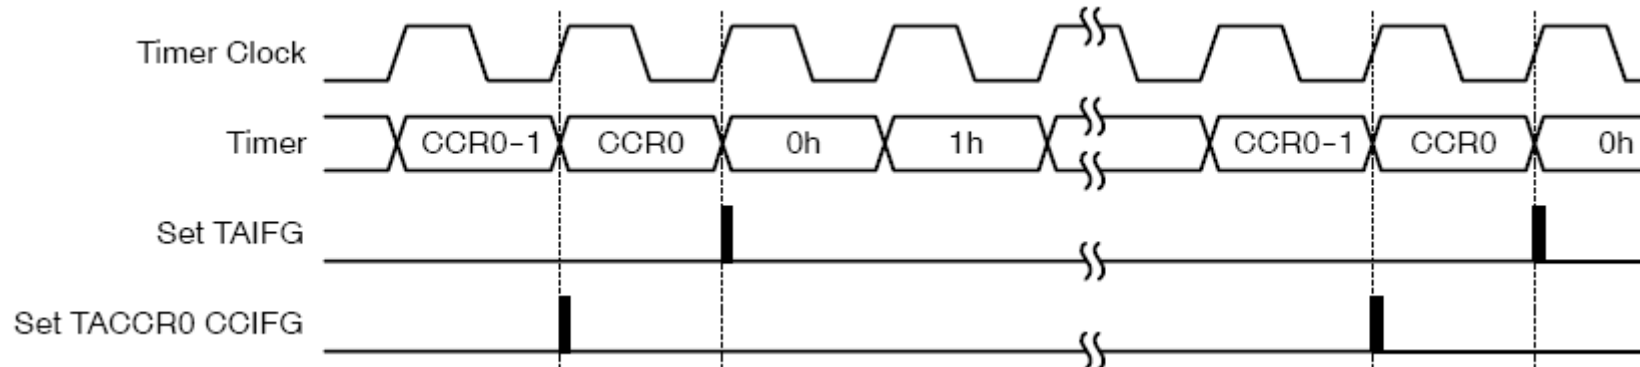 Timer Clock
Timer CCR0-1 CCR0 0h 1h CCR0-1 CCR0 0h
Set TAIFG
Set TACCR0 CCIFG